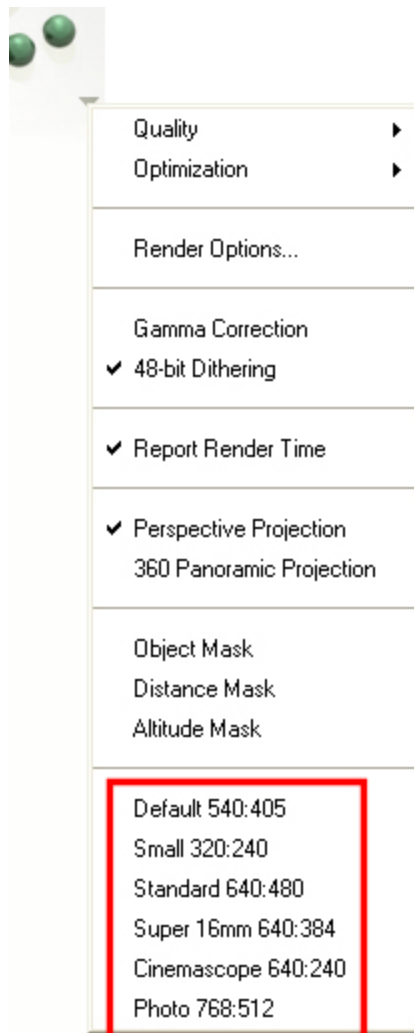 Quality
Optimization
Render Options...
Gamma Correction
48-bit Dithering
Report Render Time
Perspective Projection
360 Panoramic Projection
Object Mask
Distance Mask
Altitude Mask
Default 540:405
Small 320:240
Standard 640:480
Super 16mm 640:384
Cinemascope 640:240
Photo 768:512